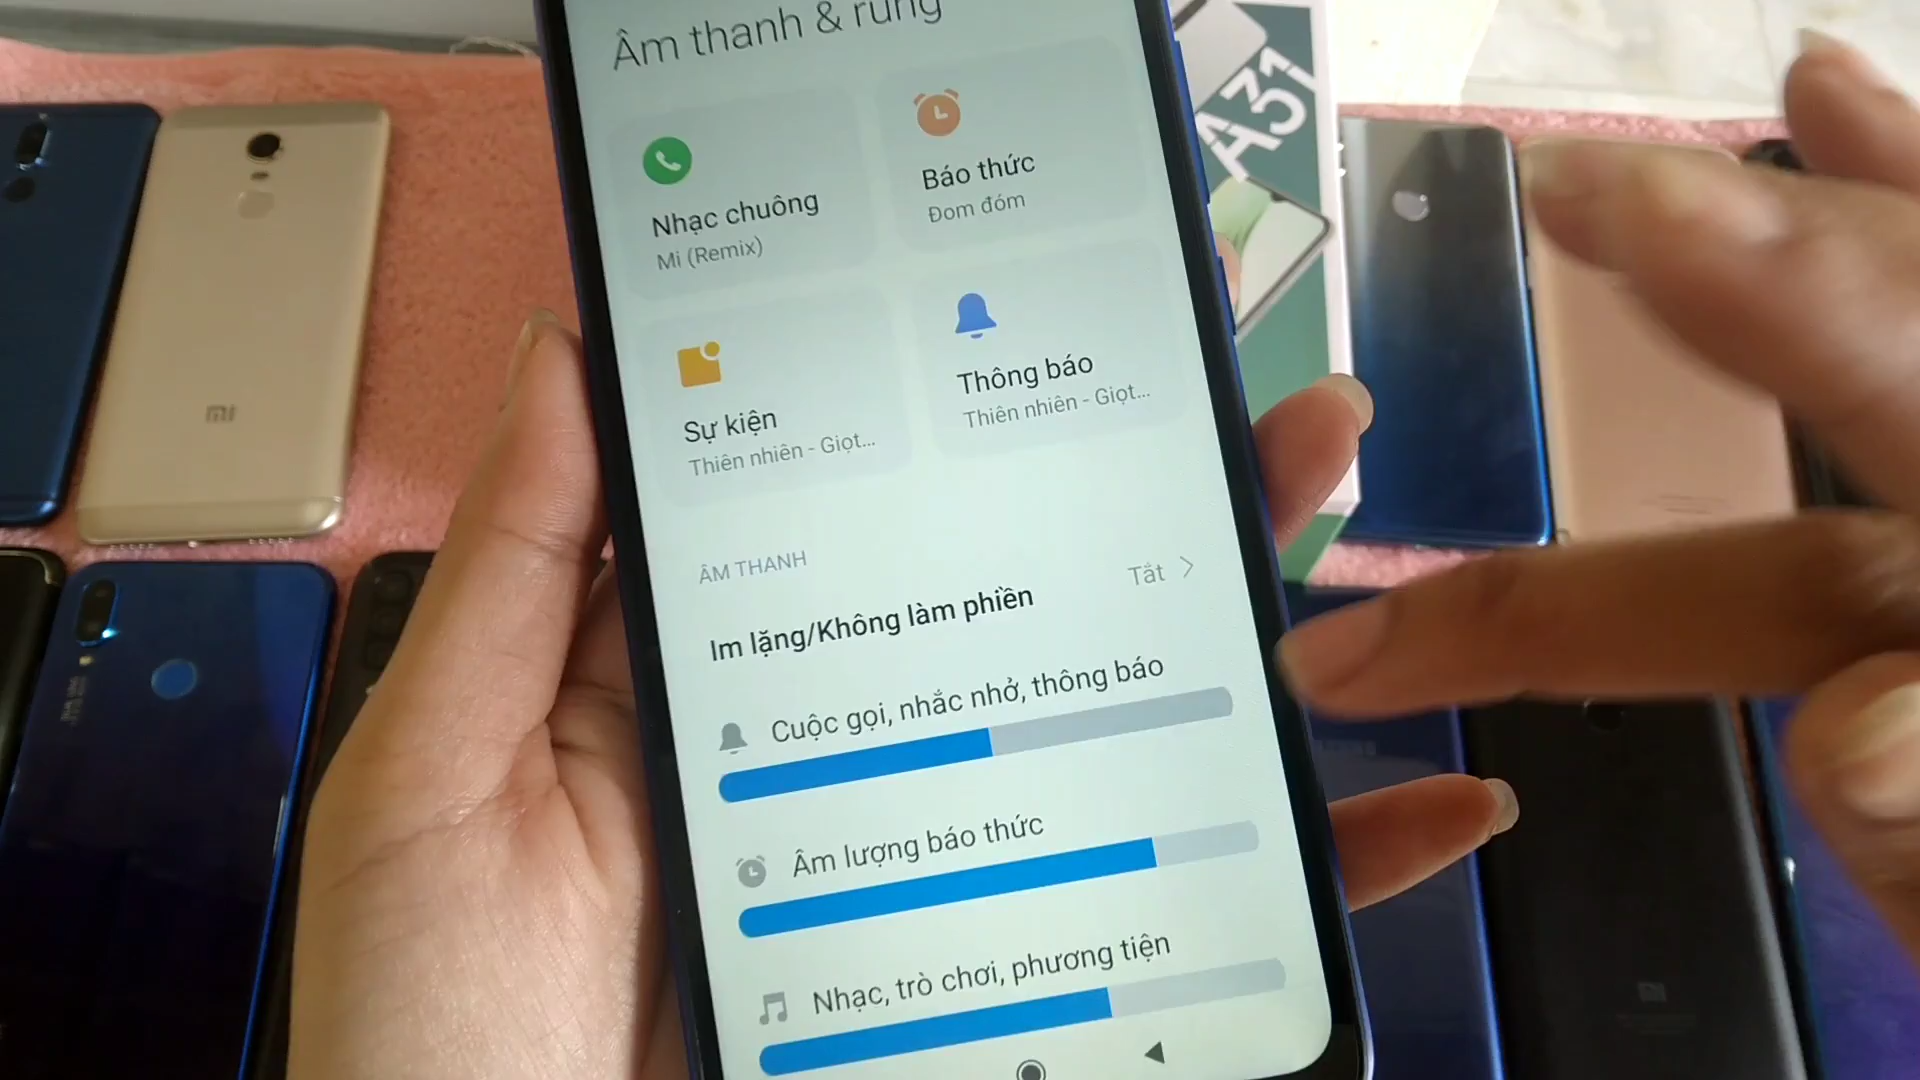 Âm thanh & rung
Nhạc chuông
Mi (Remix)
Báo thức
Đom đóm
Sự kiện
Thiên nhiên - Giọt...
Thông báo
Thiên nhiên - Giọt...
ÂM THANH
Im lặng/Không làm phiền
Tắt
Cuộc gọi, nhắc nhở, thông báo
Âm lượng báo thức
Nhạc, trò chơi, phương tiện
A31